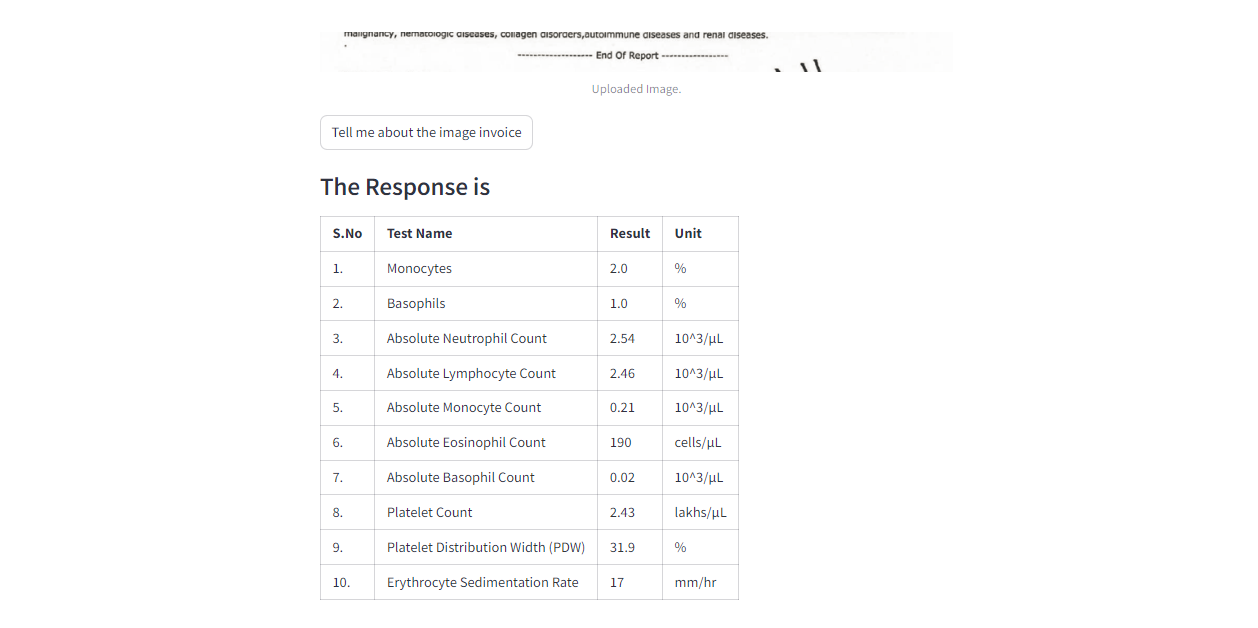 malignancy, hematologic diseases, collagen disorders,autoimmune diseases and renal diseases.
------------------- End Of Report -----------------
Uploaded Image.
Tell me about the image invoice
The Response is
S.No Test Name Result Unit
1. Monocytes 2.0 %
2. Basophils 1.0 %
3. Absolute Neutrophil Count 2.54 10^3/µL
4. Absolute Lymphocyte Count 2.46 10^3/µL
5. Absolute Monocyte Count 0.21 10^3/µL
6. Absolute Eosinophil Count 190 cells/µL
7. Absolute Basophil Count 0.02 10^3/µL
8. Platelet Count 2.43 lakhs/µL
9. Platelet Distribution Width (PDW) 31.9 %
10. Erythrocyte Sedimentation Rate 17 mm/hr